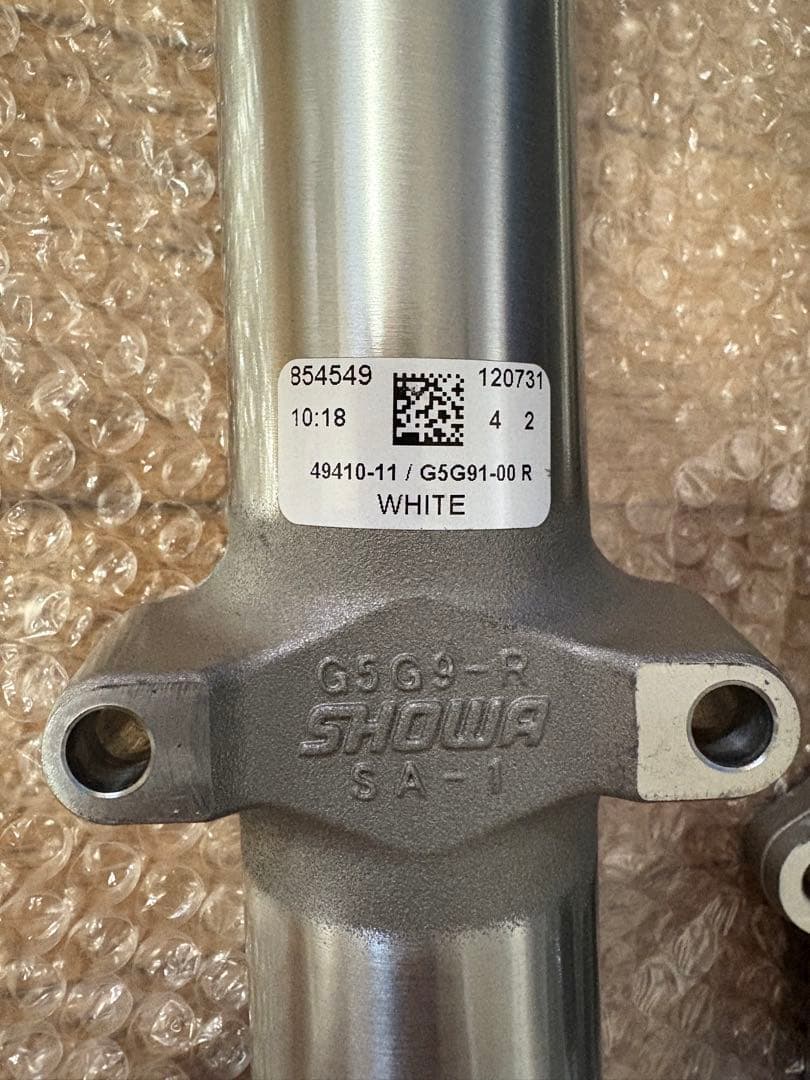 854549 120731
10:18 4 2
49410-11 / G5G91-00 R
WHITE
G5G9-R
SHOWA
SA-1